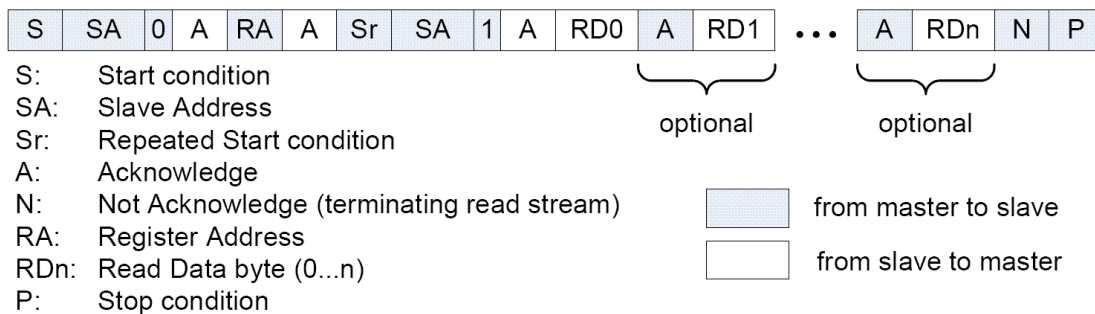 S SA 0 A RA A Sr SA 1 A RD0 A RD1 ... A RDn N P
optional optional
S: Start condition
SA: Slave Address
Sr: Repeated Start condition
A: Acknowledge
N: Not Acknowledge (terminating read stream)
RA: Register Address
RDn: Read Data byte (0...n)
P: Stop condition
from master to slave
from slave to master